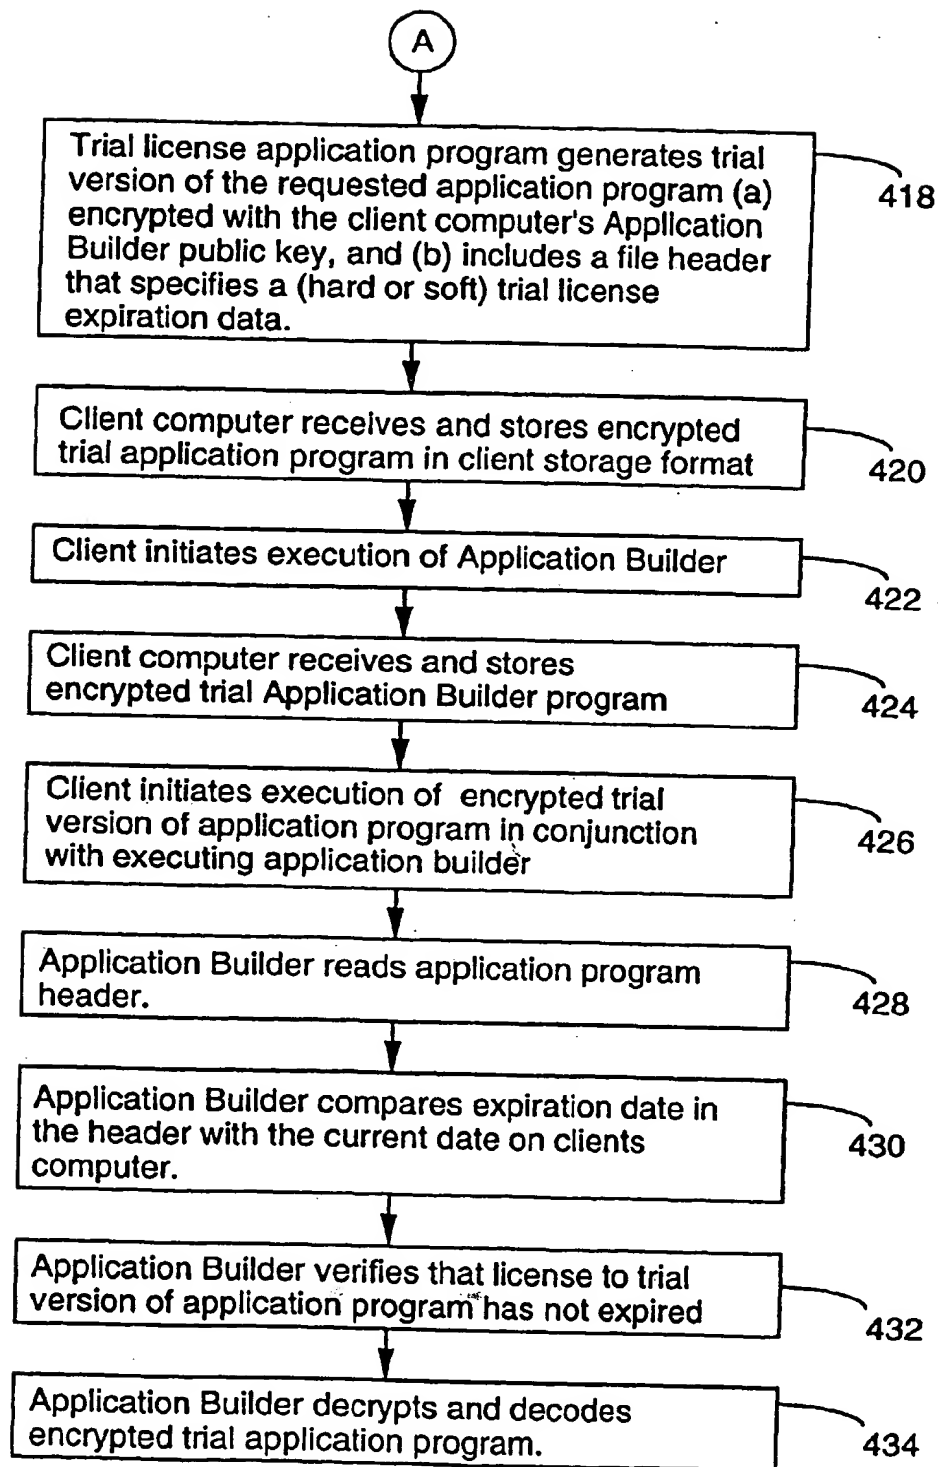 A
Trial license application program generates trial
version of the requested application program (a)
encrypted with the client computer's Application
Builder public key, and (b) includes a file header
that specifies a (hard or soft) trial license
expiration data.
418
Client computer receives and stores encrypted
trial application program in client storage format
420
Client initiates execution of Application Builder
422
Client computer receives and stores
encrypted trial Application Builder program
424
Client initiates execution of encrypted trial
version of application program in conjunction
with executing application builder
426
Application Builder reads application program
header.
428
Application Builder compares expiration date in
the header with the current date on clients
computer.
430
Application Builder verifies that license to trial
version of application program has not expired
432
Application Builder decrypts and decodes
encrypted trial application program.
434